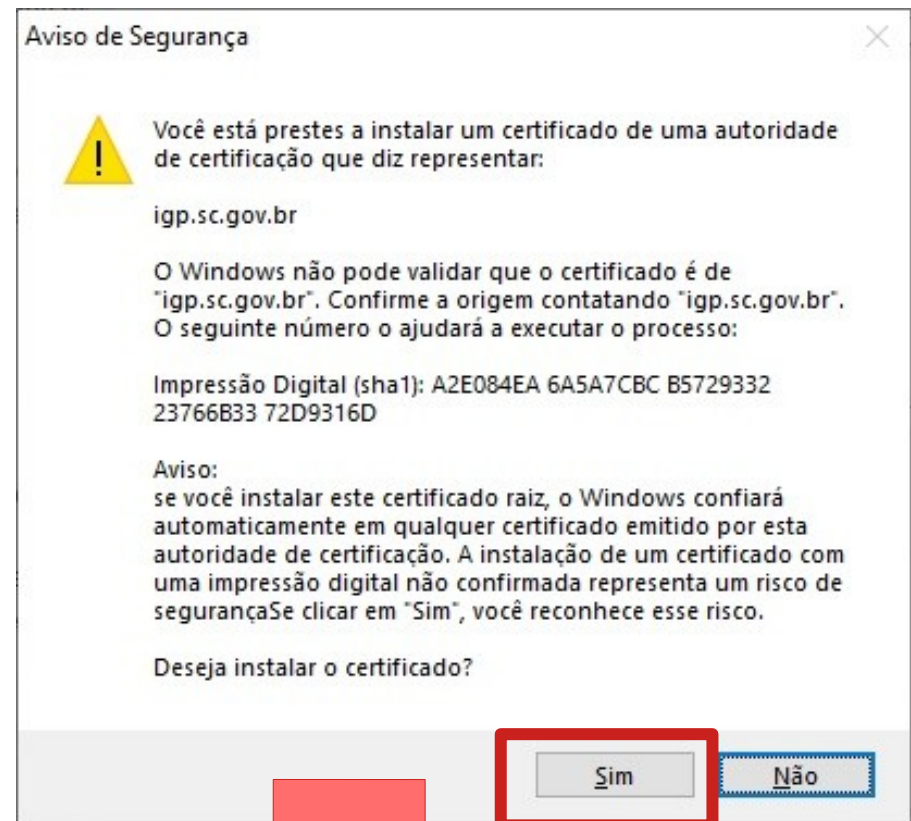 Aviso de Segurança
Você está prestes a instalar um certificado de uma autoridade
de certificação que diz representar:
igp.sc.gov.br
O Windows não pode validar que o certificado é de
"igp.sc.gov.br". Confirme a origem contatando "igp.sc.gov.br".
O seguinte número o ajudará a executar o processo:
Impressão Digital (sha1): A2E084EA 6A5A7CBC B5729332
23766B33 72D9316D
Aviso:
se você instalar este certificado raiz, o Windows confiará
automaticamente em qualquer certificado emitido por esta
autoridade de certificação. A instalação de um certificado com
uma impressão digital não confirmada representa um risco de
segurançaSe clicar em "Sim", você reconhece esse risco.
Deseja instalar o certificado?
Sim Não